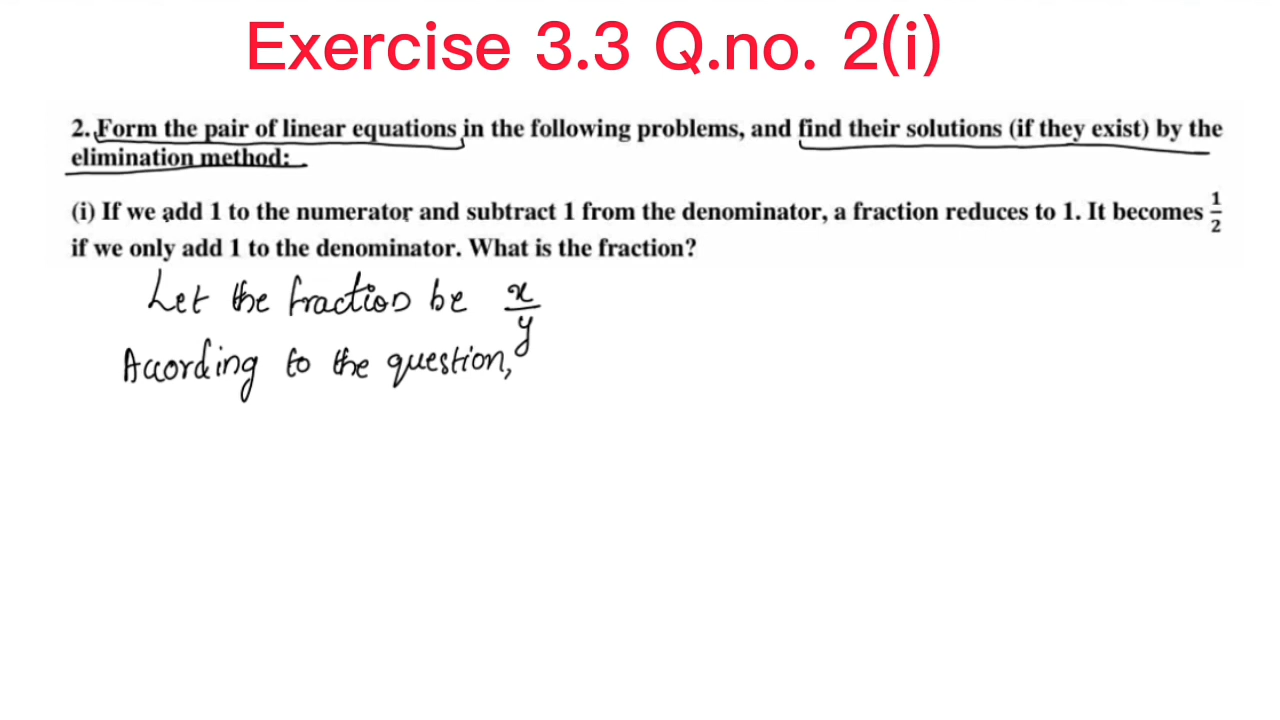 Exercise 3.3 Q.no. 2(i)
2. Form the pair of linear equations in the following problems, and find their solutions (if they exist) by the
elimination method:
(i) If we add 1 to the numerator and subtract 1 from the denominator, a fraction reduces to 1. It becomes 1/2
if we only add 1 to the denominator. What is the fraction?
Let the fraction be x/y
According to the question,